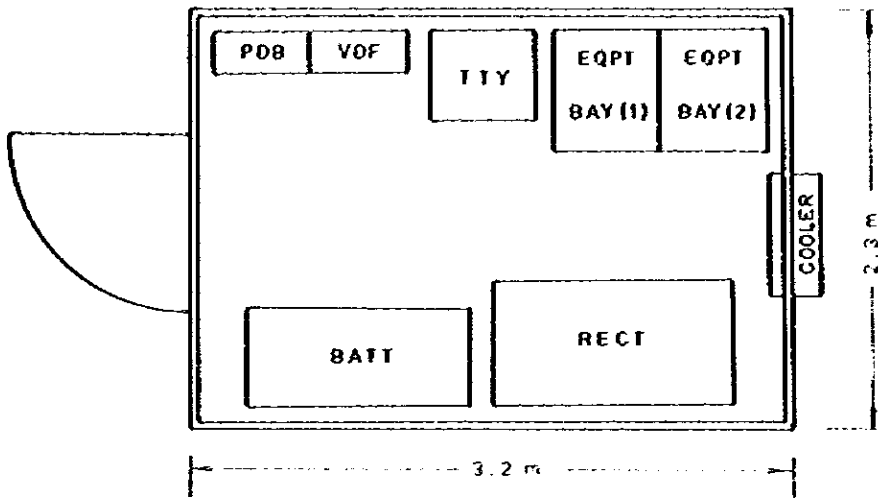 PDB VDF
TTY
EQPT
BAY(1)
EQPT
BAY(2)
COOLER
2.3 m
BATT
RECT
3.2 m